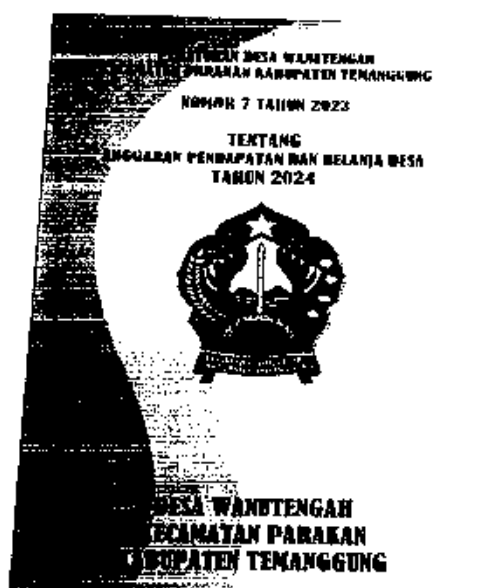 DESA WANUTENGAH
PARAKAN KABUPATEN TEMANGGUNG
NOMOR 7 TAHUN 2023
TENTANG
ANGGARAN PENDAPATAN DAN BELANJA DESA
TAHUN 2024
DESA WANUTENGAH
KECAMATAN PARAKAN
KABUPATEN TEMANGGUNG